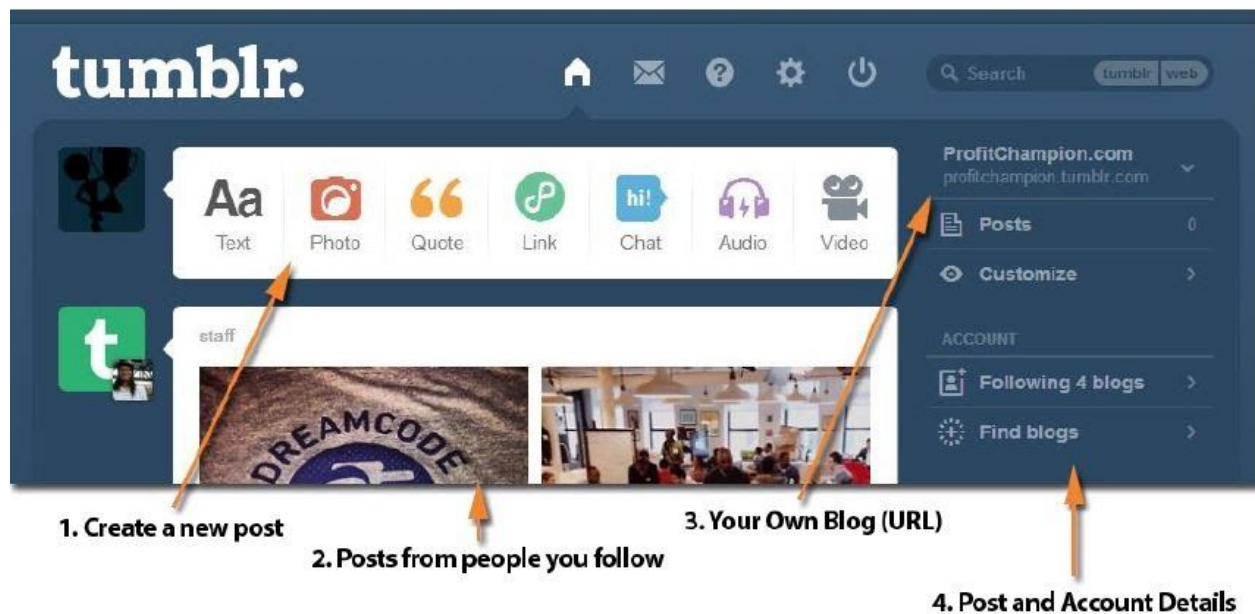 tumblr.
Search tumblr web
ProfitChampion.com
profitchampion.tumblr.com
Aa hi!
Text Photo Quote Link Chat Audio Video
Posts 0
Customize
staff
ACCOUNT
t
Following 4 blogs
Find blogs
DREAMCODE
1. Create a new post
2. Posts from people you follow
3. Your Own Blog (URL)
4. Post and Account Details